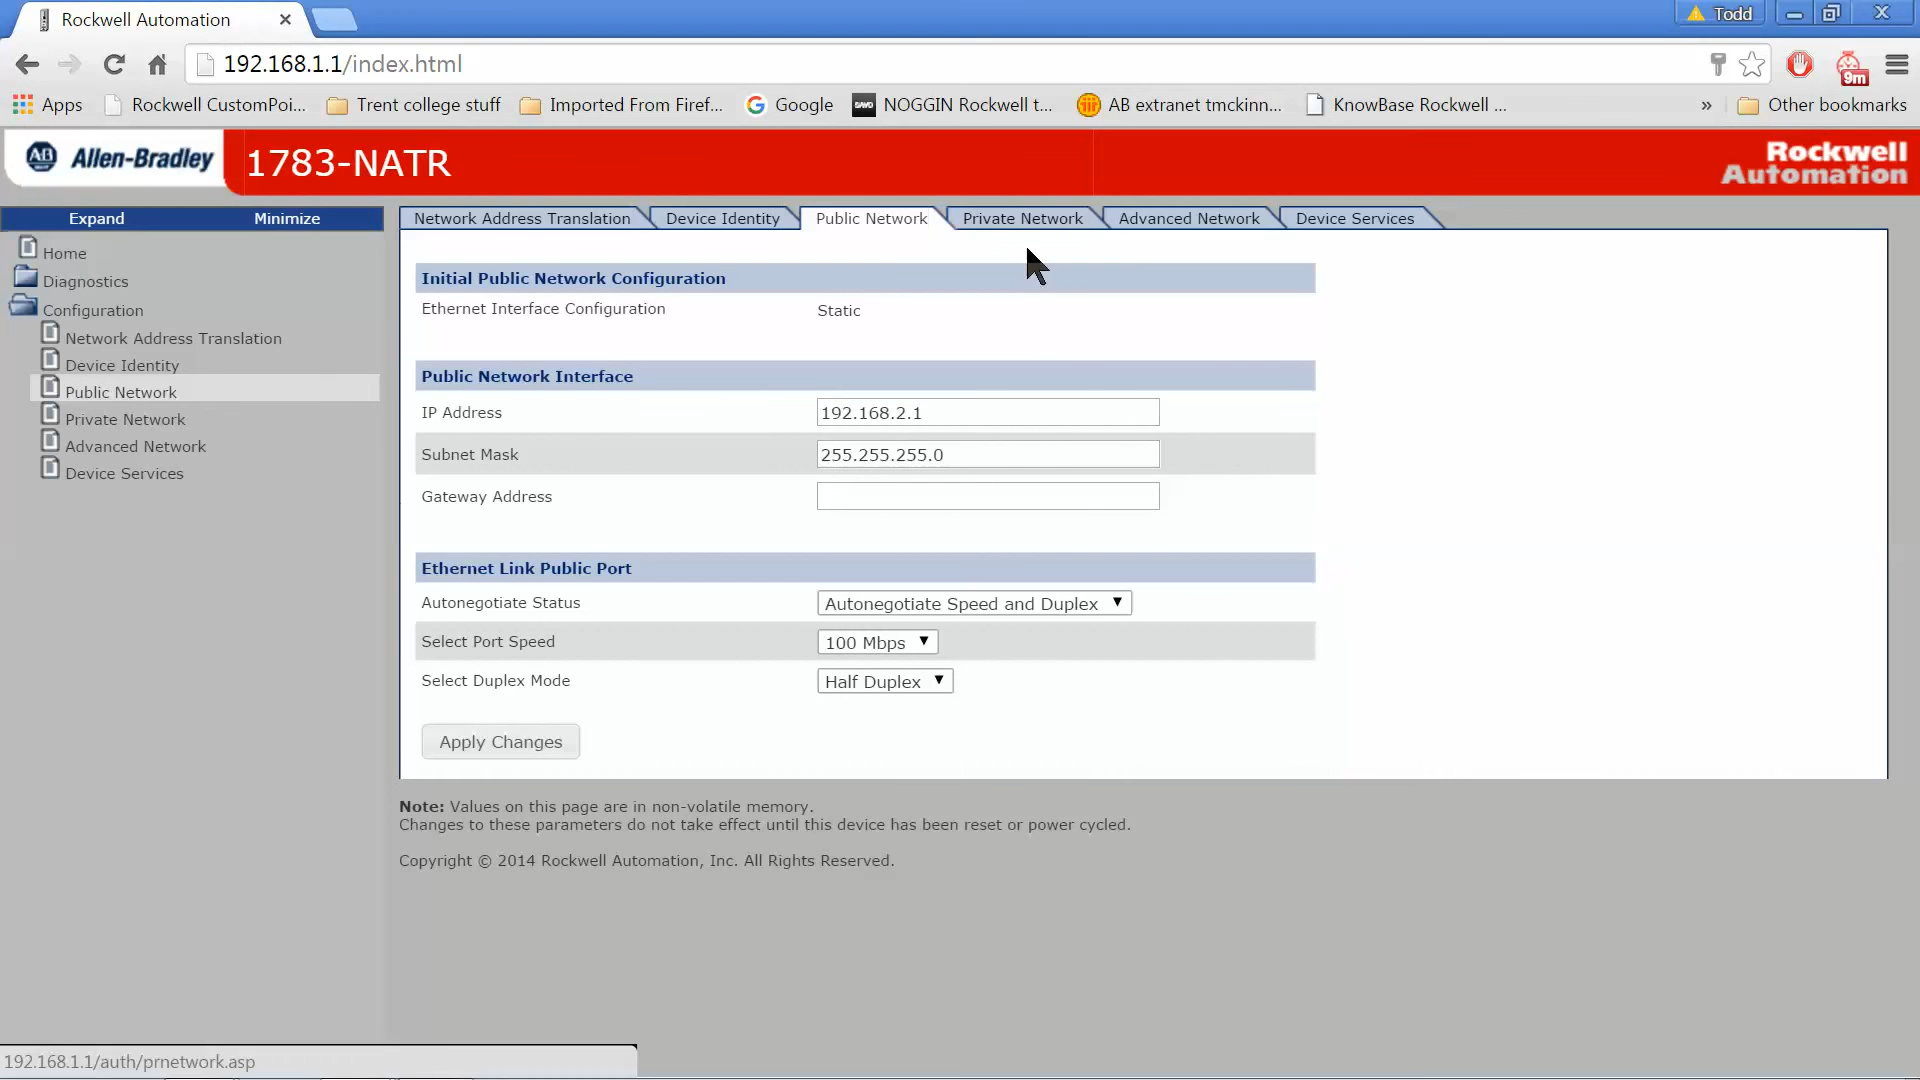 Rockwell Automation
Todd
192.168.1.1/index.html
9m
Apps
Rockwell CustomPoi...
Trent college stuff
Imported From Firef...
Google
NOGGIN Rockwell t...
AB extranet tmckinn...
KnowBase Rockwell ...
»
Other bookmarks
AB Allen-Bradley
1783-NATR
Rockwell
Automation
Expand
Minimize
Network Address Translation
Device Identity
Public Network
Private Network
Advanced Network
Device Services
Home
Diagnostics
Configuration
Network Address Translation
Device Identity
Public Network
Private Network
Advanced Network
Device Services
Initial Public Network Configuration
Ethernet Interface Configuration
Static
Public Network Interface
IP Address
192.168.2.1
Subnet Mask
255.255.255.0
Gateway Address
Ethernet Link Public Port
Autonegotiate Status
Autonegotiate Speed and Duplex
Select Port Speed
100 Mbps
Select Duplex Mode
Half Duplex
Apply Changes
Note: Values on this page are in non-volatile memory.
Changes to these parameters do not take effect until this device has been reset or power cycled.
Copyright © 2014 Rockwell Automation, Inc. All Rights Reserved.
192.168.1.1/auth/prnetwork.asp